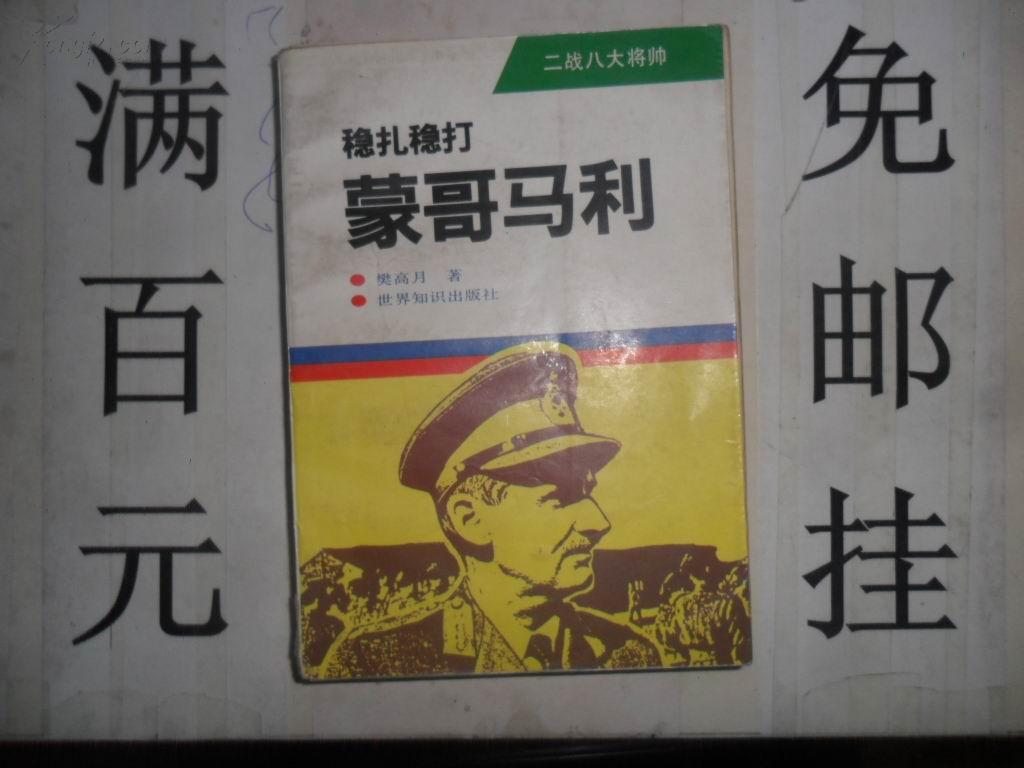 满百元
二战八大将帅
稳扎稳打
蒙哥马利
● 樊高月 著
● 世界知识出版社
免邮挂